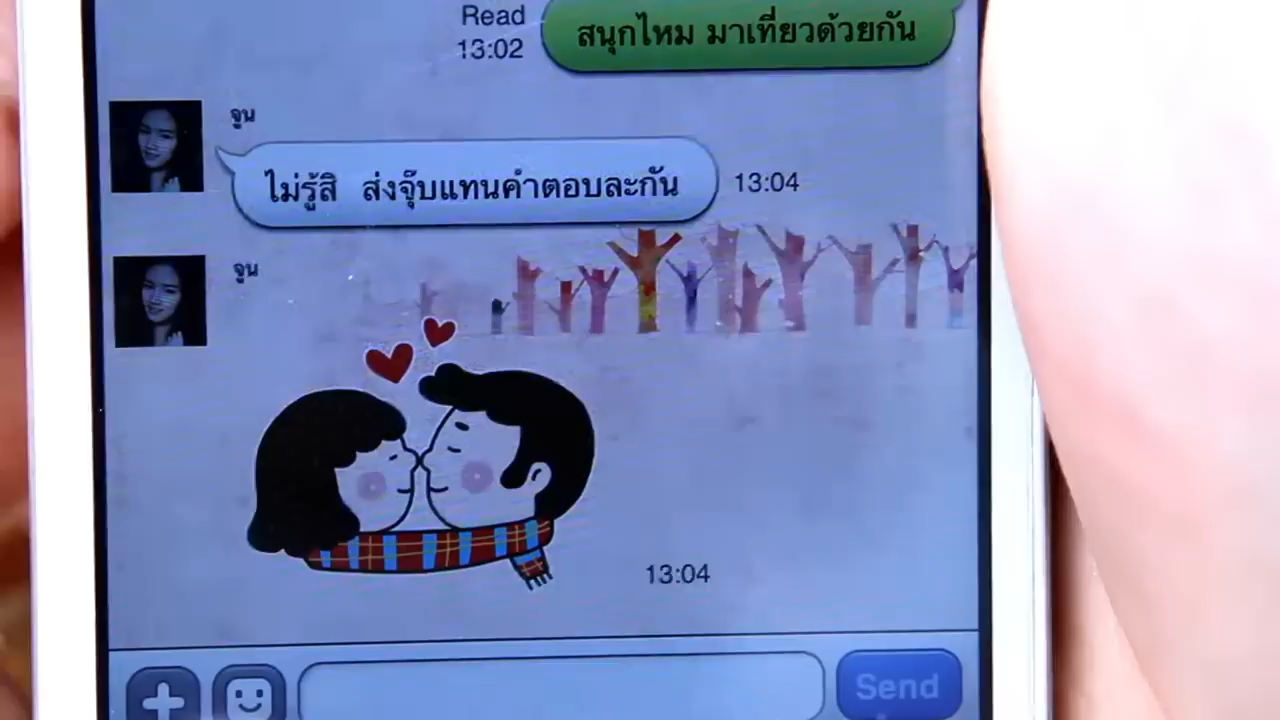 Read
13:02
สนุกไหม มาเที่ยวด้วยกัน
จูน
ไม่รู้สิ ส่งจุ๊บแทนคำตอบละกัน
13:04
จูน
13:04
Send